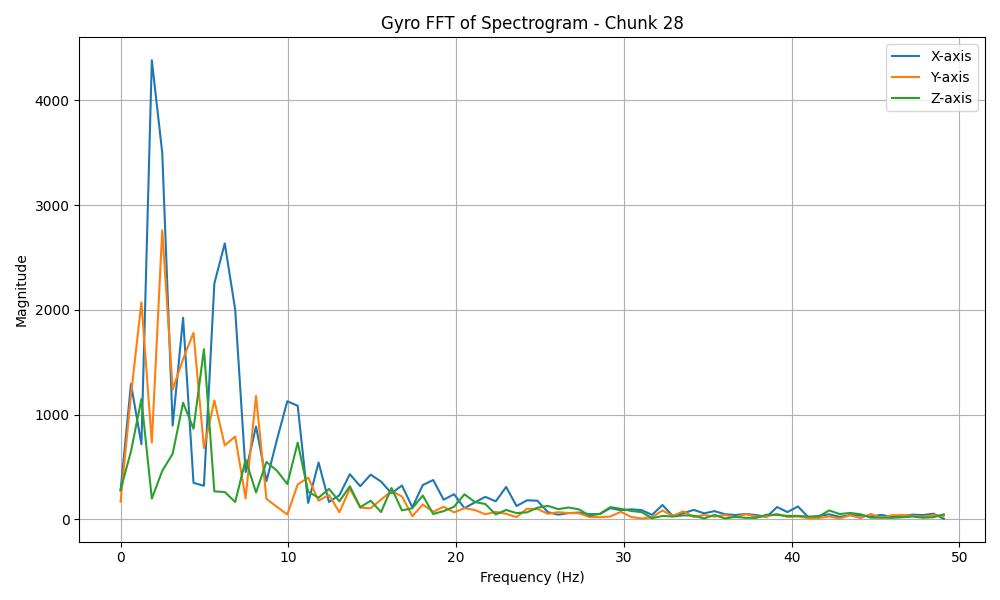 Gyro FFT of Spectrogram - Chunk 28
X-axis
Y-axis
Z-axis
Magnitude
4000
3000
2000
1000
0
0 10 20 30 40 50
Frequency (Hz)